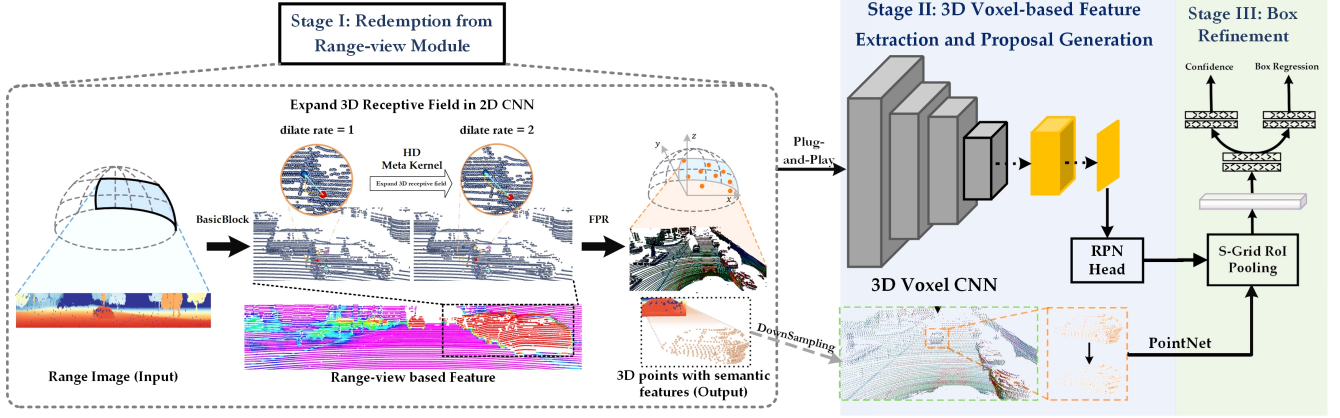 Stage I: Redemption from
Range-view Module
Expand 3D Receptive Field in 2D CNN
dilate rate = 1
dilate rate = 2
HD
Meta Kernel
Expand 3D receptive field
BasicBlock
FPR
z
y
x
Range Image (Input)
Range-view based Feature
3D points with semantic
features (Output)
Plug-
and-Play
DownSampling
Stage II: 3D Voxel-based Feature
Extraction and Proposal Generation
3D Voxel CNN
RPN
Head
PointNet
Stage III: Box
Refinement
Confidence
Box Regression
S-Grid RoI
Pooling